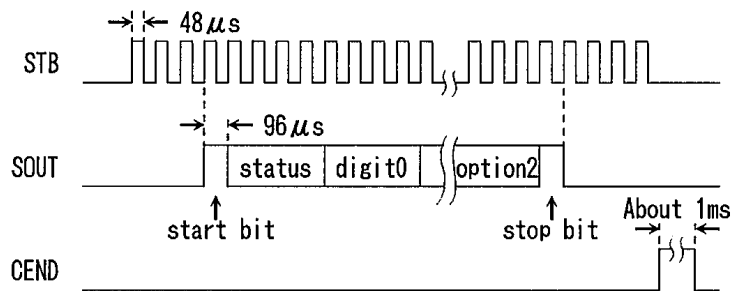 48μs
STB
96μs
SOUT
status
digit0
option2
start bit
stop bit
About 1ms
CEND